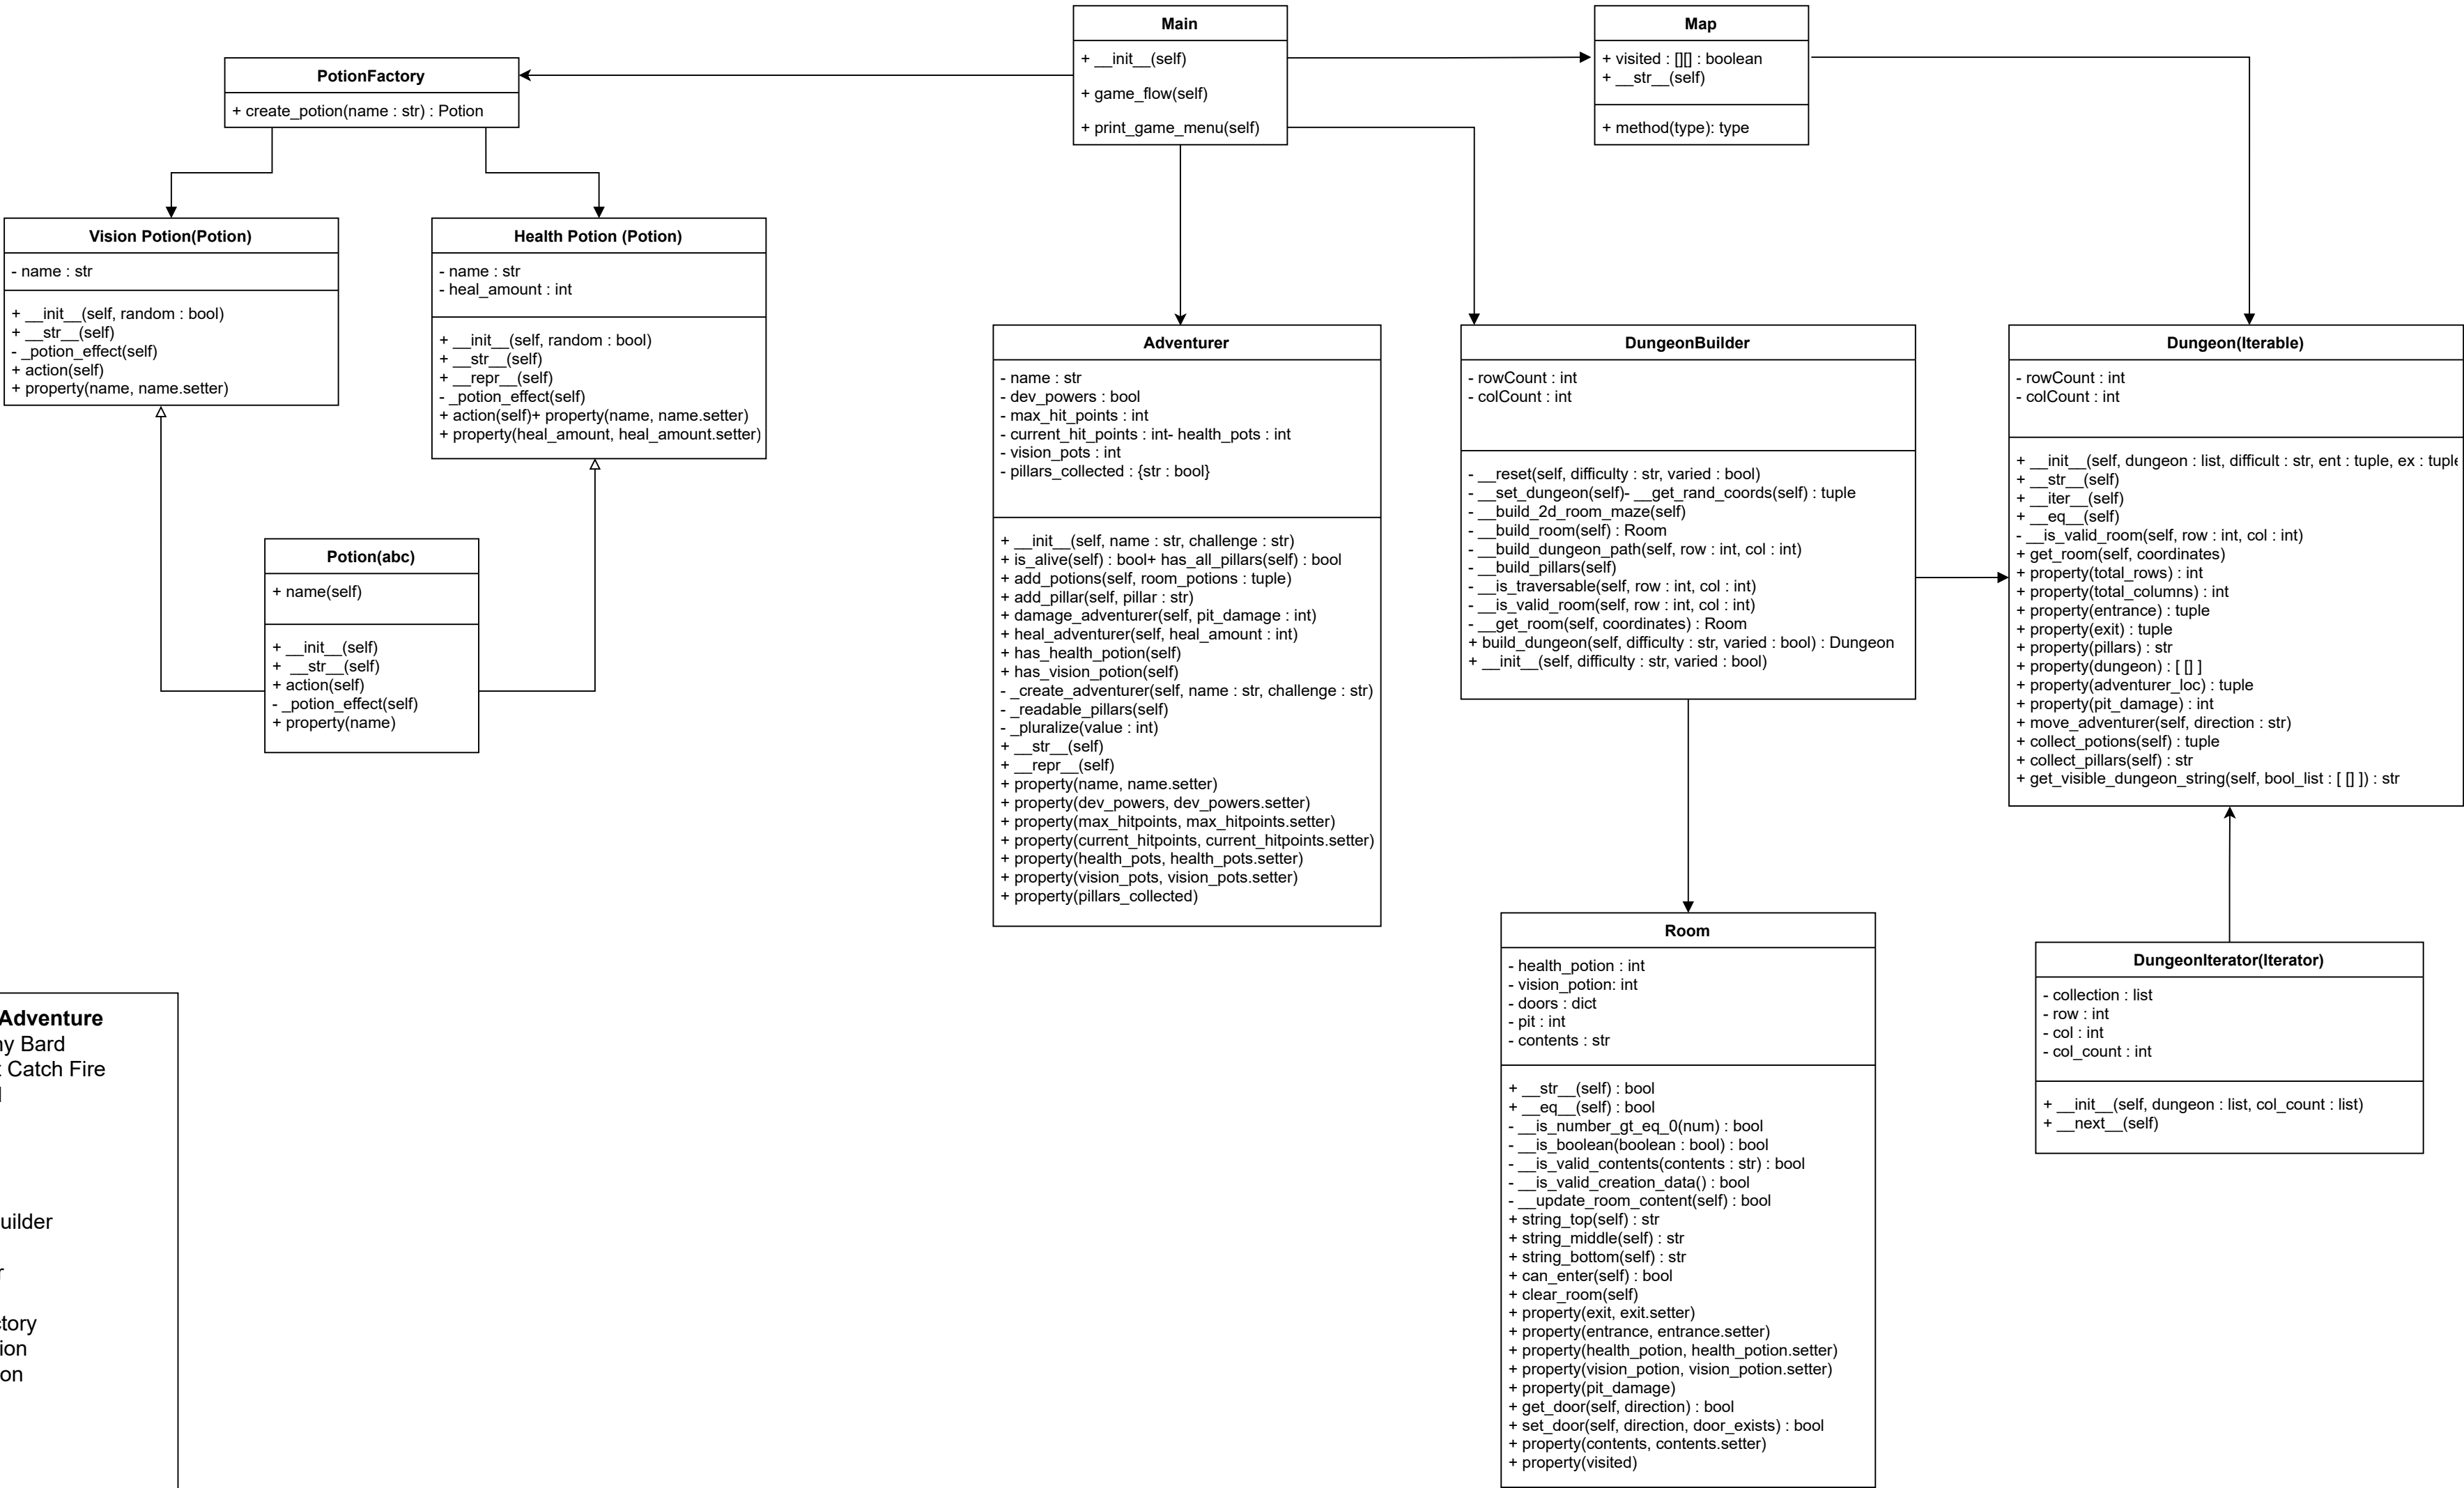 Main
+ __init__(self)
+ game_flow(self)
+ print_game_menu(self)
Map
+ visited : [][] : boolean
+ __str__(self)
+ method(type): type
PotionFactory
+ create_potion(name : str) : Potion
Vision Potion(Potion)
- name : str
+ __init__(self, random : bool)
+ __str__(self)
- _potion_effect(self)
+ action(self)
+ property(name, name.setter)
Health Potion (Potion)
- name : str
- heal_amount : int
+ __init__(self, random : bool)
+ __str__(self)
+ __repr__(self)
- _potion_effect(self)
+ action(self)+ property(name, name.setter)
+ property(heal_amount, heal_amount.setter)
Potion(abc)
+ name(self)
+ __init__(self)
+  __str__(self)
+ action(self)
- _potion_effect(self)
+ property(name)
Adventurer
- name : str
- dev_powers : bool
- max_hit_points : int
- current_hit_points : int- health_pots : int
- vision_pots : int
- pillars_collected : {str : bool}
+ __init__(self, name : str, challenge : str)
+ is_alive(self) : bool+ has_all_pillars(self) : bool
+ add_potions(self, room_potions : tuple)
+ add_pillar(self, pillar : str)
+ damage_adventurer(self, pit_damage : int)
+ heal_adventurer(self, heal_amount : int)
+ has_health_potion(self)
+ has_vision_potion(self)
- _create_adventurer(self, name : str, challenge : str)
- _readable_pillars(self)
- _pluralize(value : int)
+ __str__(self)
+ __repr__(self)
+ property(name, name.setter)
+ property(dev_powers, dev_powers.setter)
+ property(max_hitpoints, max_hitpoints.setter)
+ property(current_hitpoints, current_hitpoints.setter)
+ property(health_pots, health_pots.setter)
+ property(vision_pots, vision_pots.setter)
+ property(pillars_collected)
DungeonBuilder
- rowCount : int
- colCount : int
- __reset(self, difficulty : str, varied : bool)
- __set_dungeon(self)- __get_rand_coords(self) : tuple
- __build_2d_room_maze(self)
- __build_room(self) : Room
- __build_dungeon_path(self, row : int, col : int)
- __build_pillars(self)
- __is_traversable(self, row : int, col : int)
- __is_valid_room(self, row : int, col : int)
- __get_room(self, coordinates) : Room
+ build_dungeon(self, difficulty : str, varied : bool) : Dungeon
+ __init__(self, difficulty : str, varied : bool)
Dungeon(Iterable)
- rowCount : int
- colCount : int
+ __init__(self, dungeon : list, difficult : str, ent : tuple, ex : tuple
+ __str__(self)
+ __iter__(self)
+ __eq__(self)
- __is_valid_room(self, row : int, col : int)
+ get_room(self, coordinates)
+ property(total_rows) : int
+ property(total_columns) : int
+ property(entrance) : tuple
+ property(exit) : tuple
+ property(pillars) : str
+ property(dungeon) : [ [] ]
+ property(adventurer_loc) : tuple
+ property(pit_damage) : int
+ move_adventurer(self, direction : str)
+ collect_potions(self) : tuple
+ collect_pillars(self) : str
+ get_visible_dungeon_string(self, bool_list : [ [] ]) : str
Room
- health_potion : int
- vision_potion: int
- doors : dict
- pit : int
- contents : str
+ __str__(self) : bool
+ __eq__(self) : bool
- __is_number_gt_eq_0(num) : bool
- __is_boolean(boolean : bool) : bool
- __is_valid_contents(contents : str) : bool
- __is_valid_creation_data() : bool
- __update_room_content(self) : bool
+ string_top(self) : str
+ string_middle(self) : str
+ string_bottom(self) : str
+ can_enter(self) : bool
+ clear_room(self)
+ property(exit, exit.setter)
+ property(entrance, entrance.setter)
+ property(health_potion, health_potion.setter)
+ property(vision_potion, vision_potion.setter)
+ property(pit_damage)
+ get_door(self, direction) : bool
+ set_door(self, direction, door_exists) : bool
+ property(contents, contents.setter)
+ property(visited)
DungeonIterator(Iterator)
- collection : list
- row : int
- col : int
- col_count : int
+ __init__(self, dungeon : list, col_count : list)
+ __next__(self)
Adventure
ny Bard
Catch Fire
uilder
r
ctory
ion
on